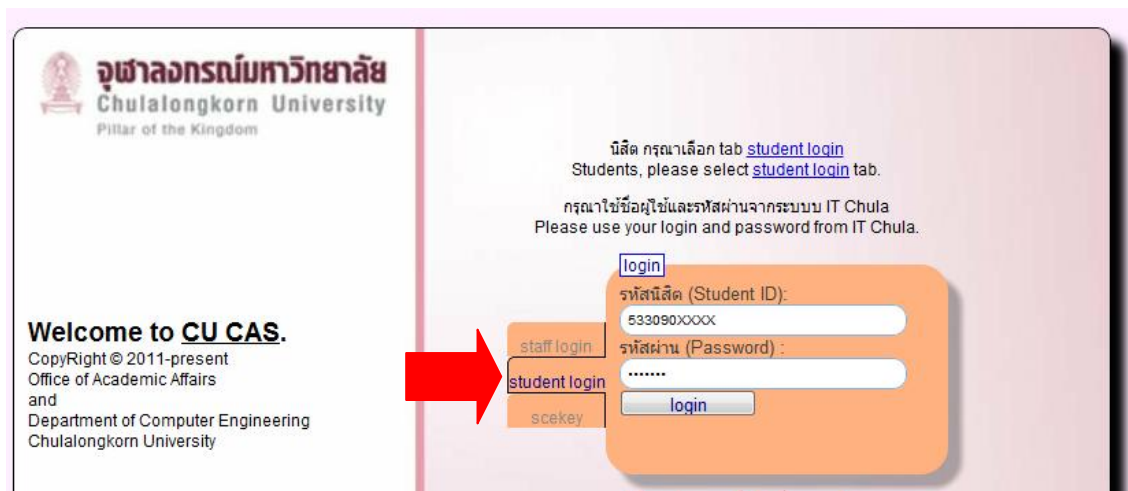 จุฬาลงกรณ์มหาวิทยาลัย
Chulalongkorn University
Pillar of the Kingdom
นิสิต กรุณาเลือก tab student login
Students, please select student login tab.
กรุณาใช้ชื่อผู้ใช้และรหัสผ่านจากระบบบ IT Chula
Please use your login and password from IT Chula.
login
รหัสนิสิต (Student ID):
533090XXXX
รหัสผ่าน (Password) :
•••••••
login
staff login
student login
scekey
Welcome to CU CAS.
CopyRight © 2011-present
Office of Academic Affairs
and
Department of Computer Engineering
Chulalongkorn University